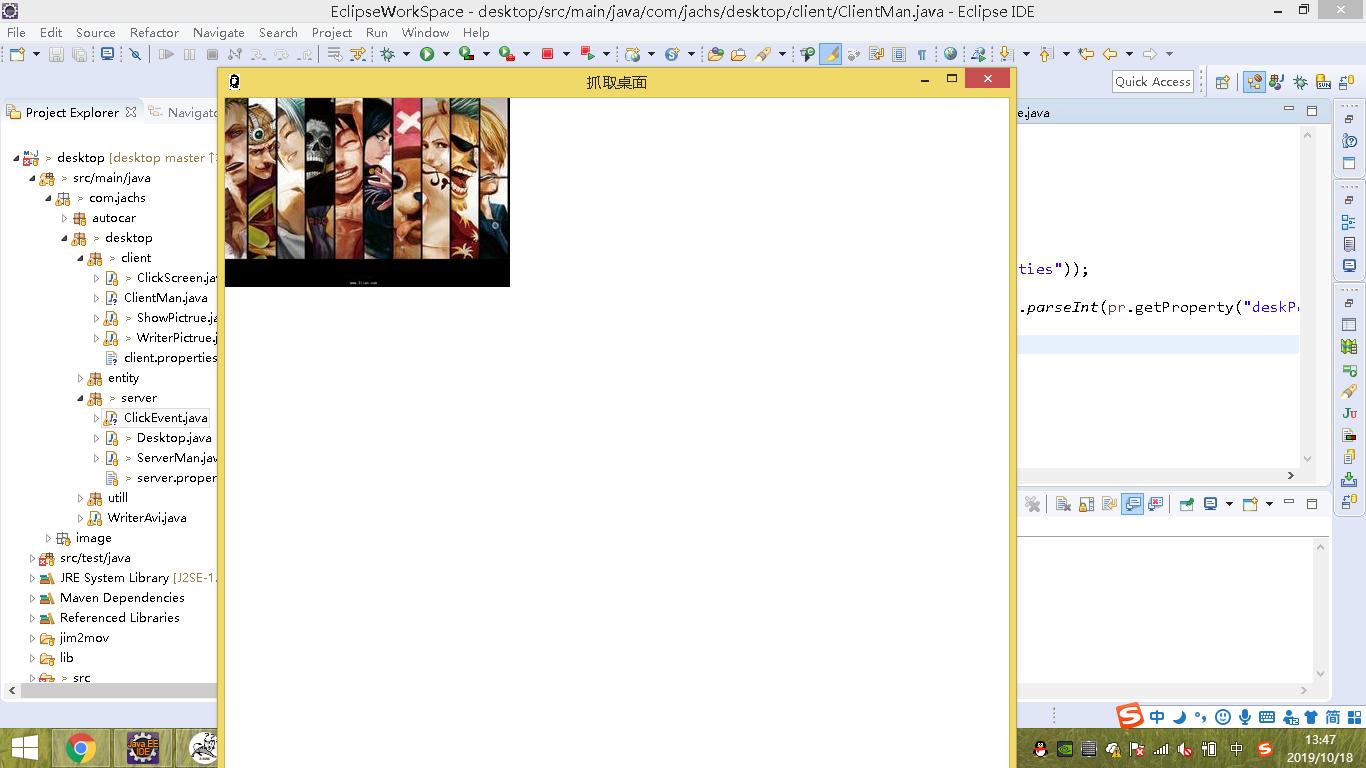 EclipseWorkSpace - desktop/src/main/java/com/jachs/desktop/client/ClientMan.java - Eclipse IDE
File Edit Source Refactor Navigate Search Project Run Window Help
抓取桌面
Quick Access
Project Explorer
Navigato
e.java
> desktop [desktop master ↑
src/main/java
> com.jachs
autocar
> desktop
> client
> ClickScreen.ja
ClientMan.java
> ShowPictrue.ja
> WriterPictrue.j
client.properties
entity
> server
ClickEvent.java
> Desktop.java
> ServerMan.jav
> server.proper
utill
WriterAvi.java
image
src/test/java
JRE System Library [J2SE-1.
Maven Dependencies
Referenced Libraries
jim2mov
lib
> src
ties"));
.parseInt(pr.getProperty("deskP
中
简
13:47
中
2019/10/18